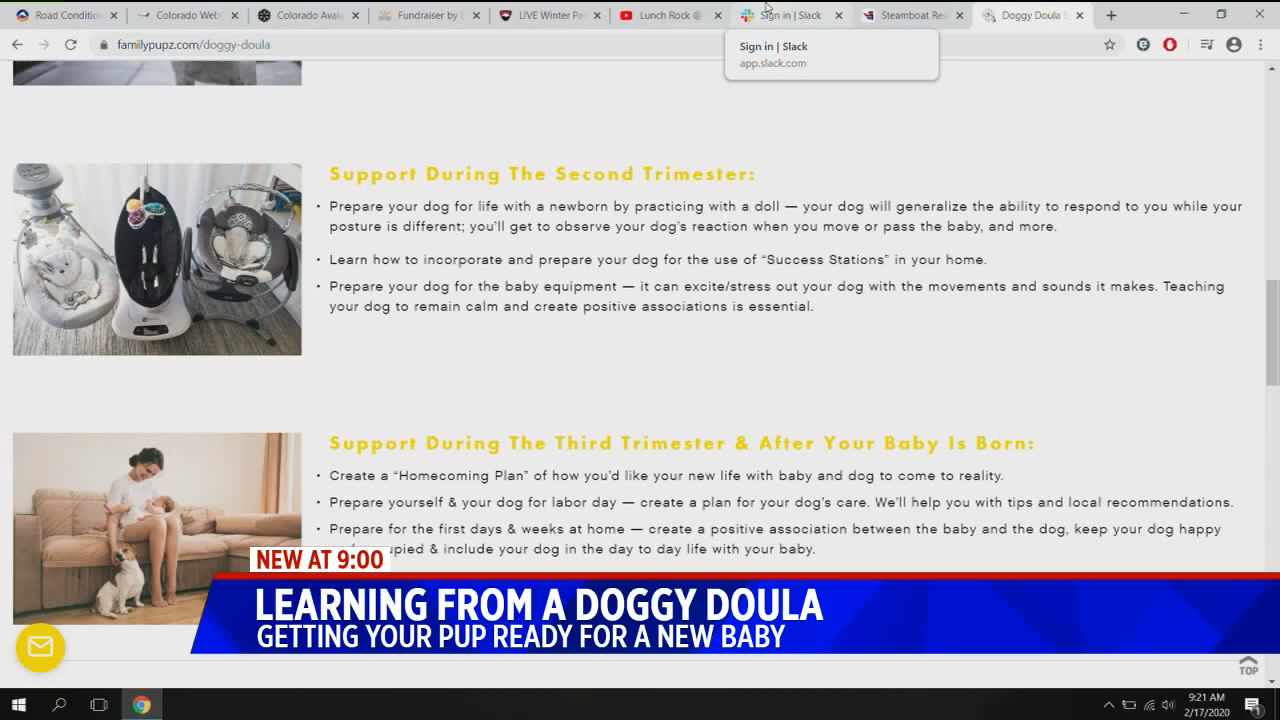 Road Condition
Colorado Web
Colorado Aval
Fundraiser by
LIVE Winter Pa
Lunch Rock @
Sign in | Slack
Steamboat Res
Doggy Doula S
familypupz.com/doggy-doula
Sign in | Slack
app.slack.com
Support During The Second Trimester:
• Prepare your dog for life with a newborn by practicing with a doll — your dog will generalize the ability to respond to you while your
posture is different; you'll get to observe your dog's reaction when you move or pass the baby, and more.
• Learn how to incorporate and prepare your dog for the use of “Success Stations” in your home.
• Prepare your dog for the baby equipment — it can excite/stress out your dog with the movements and sounds it makes. Teaching
your dog to remain calm and create positive associations is essential.
Support During The Third Trimester & After Your Baby Is Born:
• Create a “Homecoming Plan” of how you'd like your new life with baby and dog to come to reality.
• Prepare yourself & your dog for labor day — create a plan for your dog's care. We'll help you with tips and local recommendations.
• Prepare for the first days & weeks at home — create a positive association between the baby and the dog, keep your dog happy
upied & include your dog in the day to day life with your baby.
NEW AT 9:00
LEARNING FROM A DOGGY DOULA
GETTING YOUR PUP READY FOR A NEW BABY
TOP
9:21 AM
2/17/2020
1